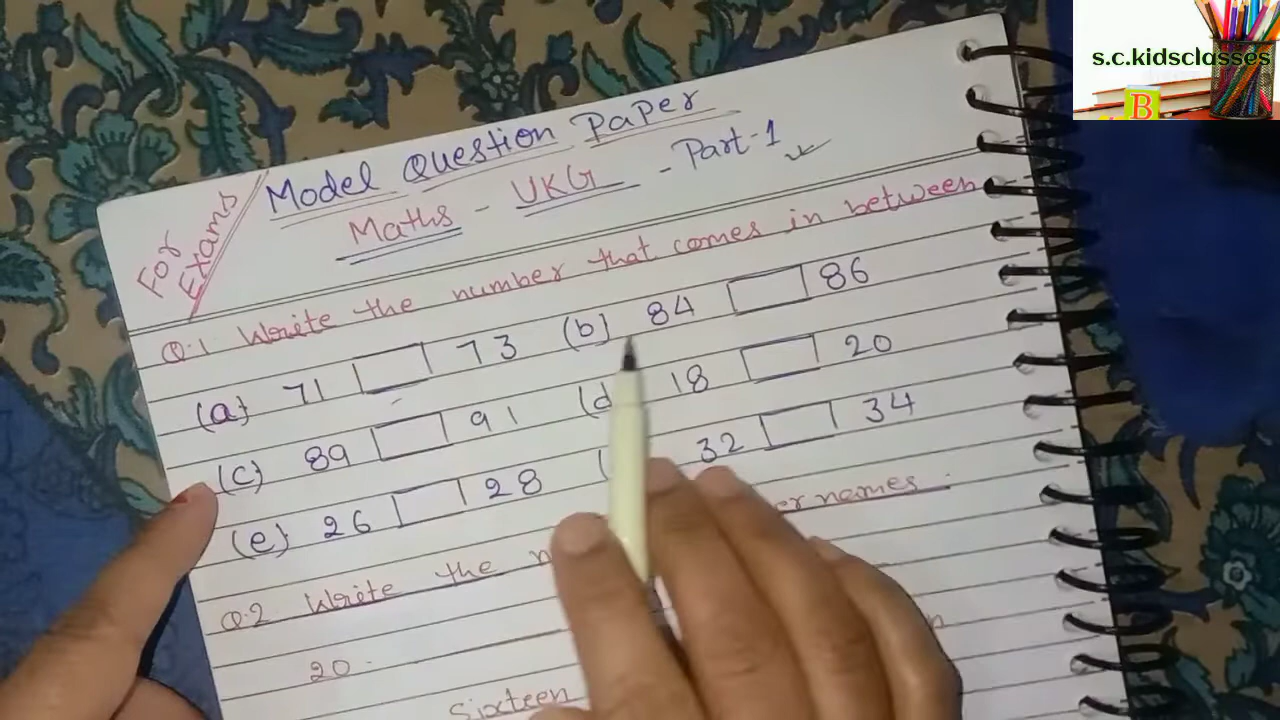 s.c.kidsclasses
B
For Exams
Model Question Paper
Maths - UKG - Part-1
Q.1 Write the number that comes in between
(a) 71 73 (b) 84 86
(c) 89 91 (d 18 20
(e) 26 28 ( 32 34
Q.2 Write the names :
20
Sixteen